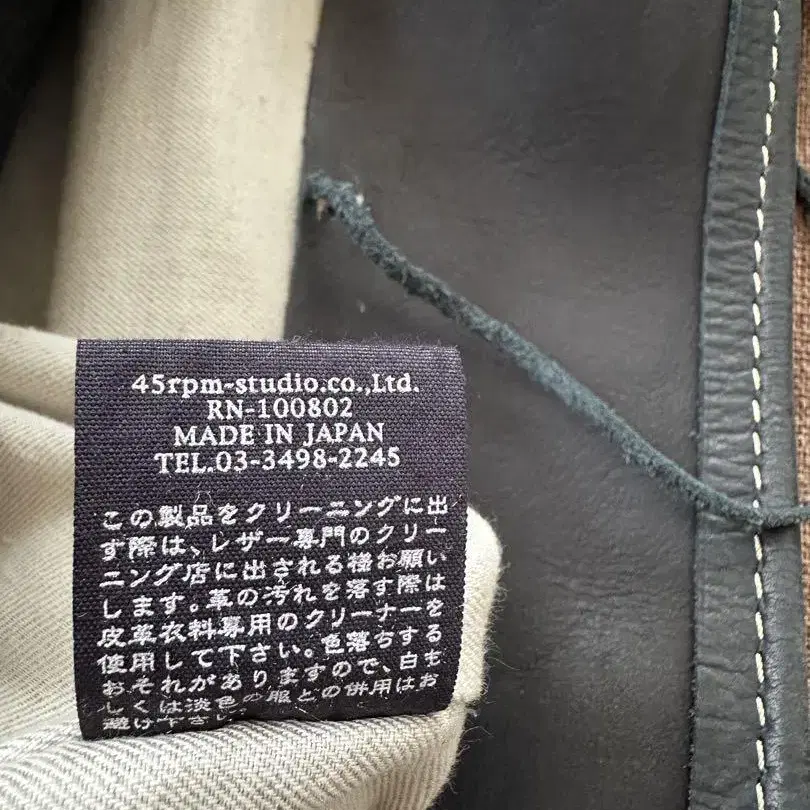 45rpm-studio.co.,Ltd.
RN-100802
MADE IN JAPAN
TEL.03-3498-2245
この製品をクリーニングに出
す際は、レザー専門のクリー
ニング店に出される様お願い
します。革の汚れを落す際は
皮革衣料専用のクリーナーを
使用して下さい。色落ちする
おそれがありますので、白も
しくは淡色の服との併用はお
避け下さい。